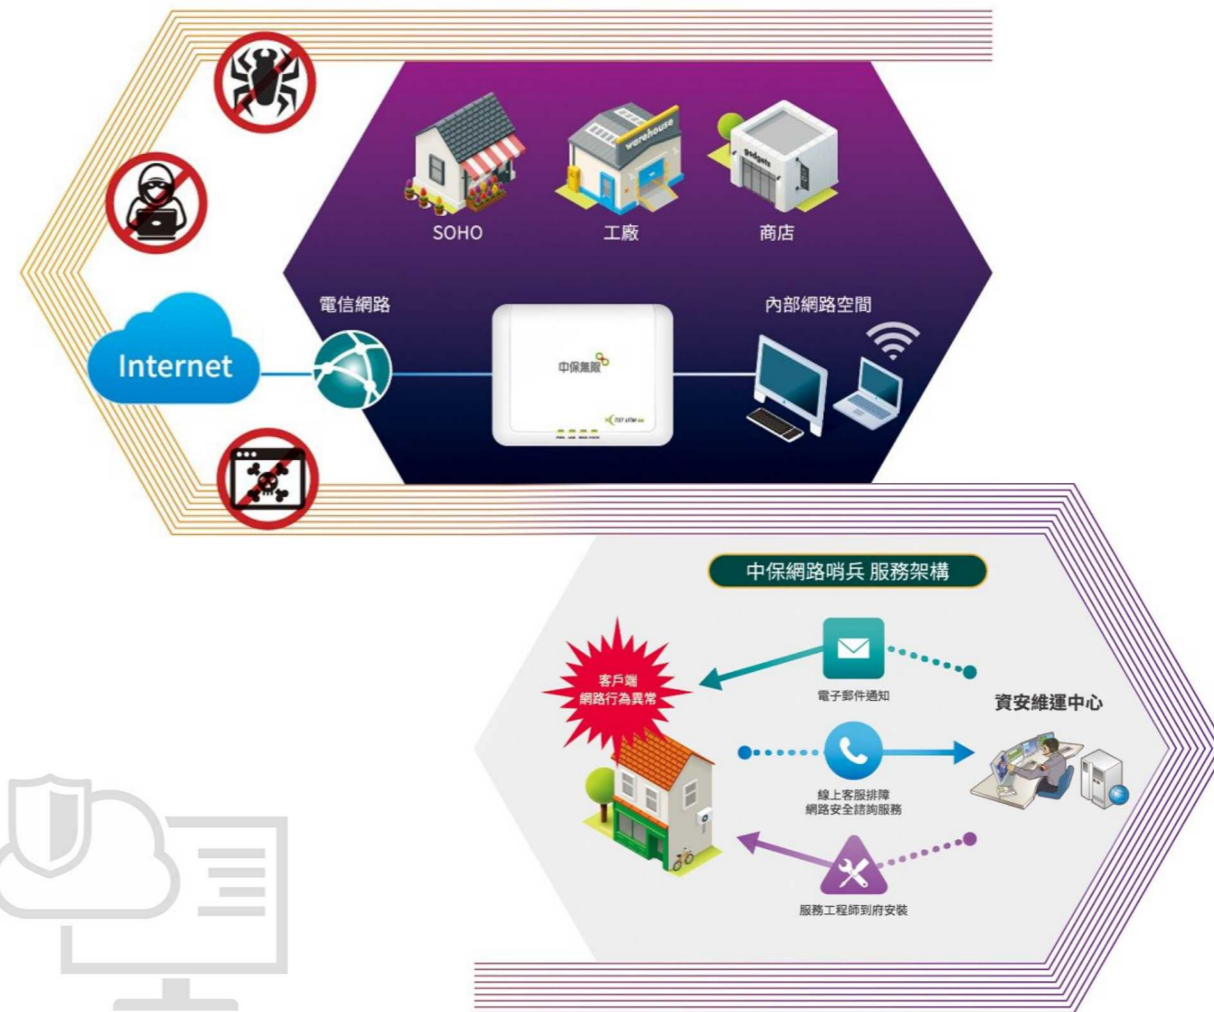 warehouse
gadgets
SOHO
工廠
商店
電信網路
內部網路空間
Internet
中保無限
中保網路哨兵 服務架構
客戶端
網路行為異常
電子郵件通知
資安維運中心
線上客服排障
網路安全諮詢服務
服務工程師到府安裝